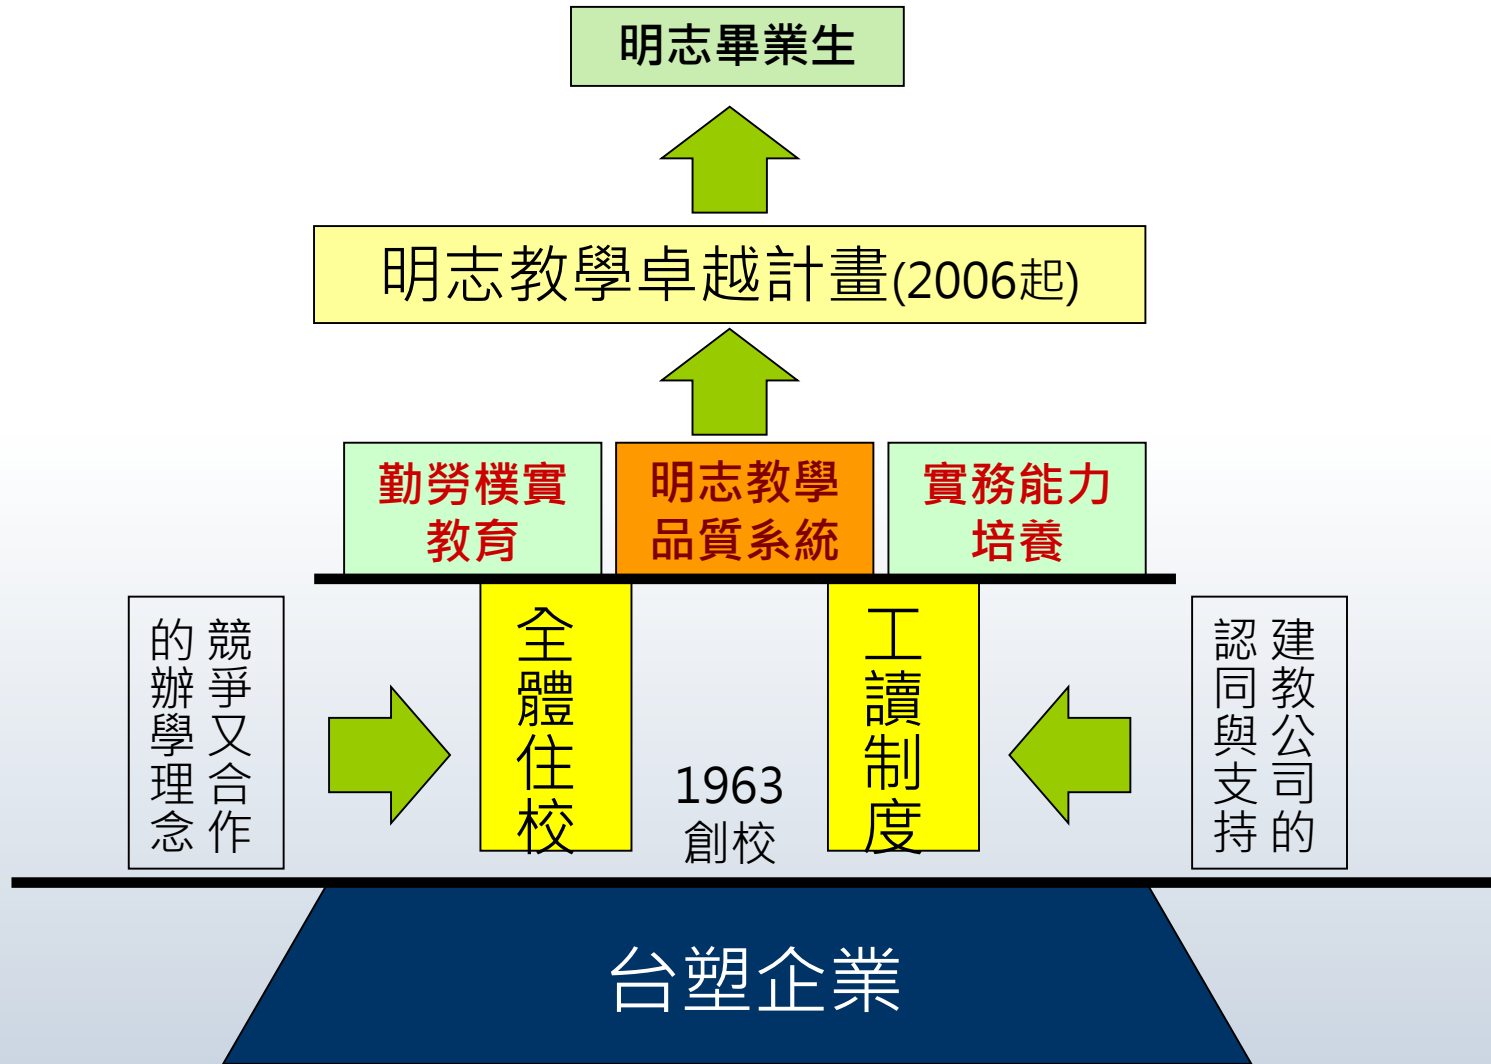 明志畢業生
明志教學卓越計畫(2006起)
勤勞樸實
教育
明志教學
品質系統
實務能力
培養
競爭又合作
的辦學理念
全體住校
1963
創校
工讀制度
建教公司的
認同與支持
台塑企業